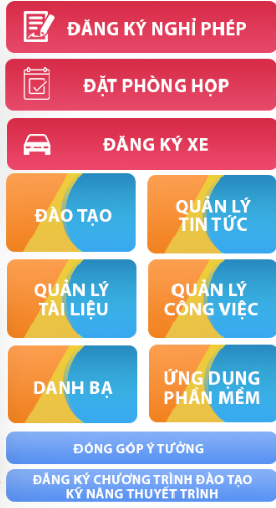 ĐĂNG KÝ NGHỈ PHÉP
ĐẶT PHÒNG HỌP
ĐĂNG KÝ XE
ĐÀO TẠO
QUẢN LÝ
TIN TỨC
QUẢN LÝ
TÀI LIỆU
QUẢN LÝ
CÔNG VIỆC
DANH BẠ
ỨNG DỤNG
PHẦN MỀM
ĐÓNG GÓP Ý TƯỞNG
ĐĂNG KÝ CHƯƠNG TRÌNH ĐÀO TẠO
KỸ NĂNG THUYẾT TRÌNH